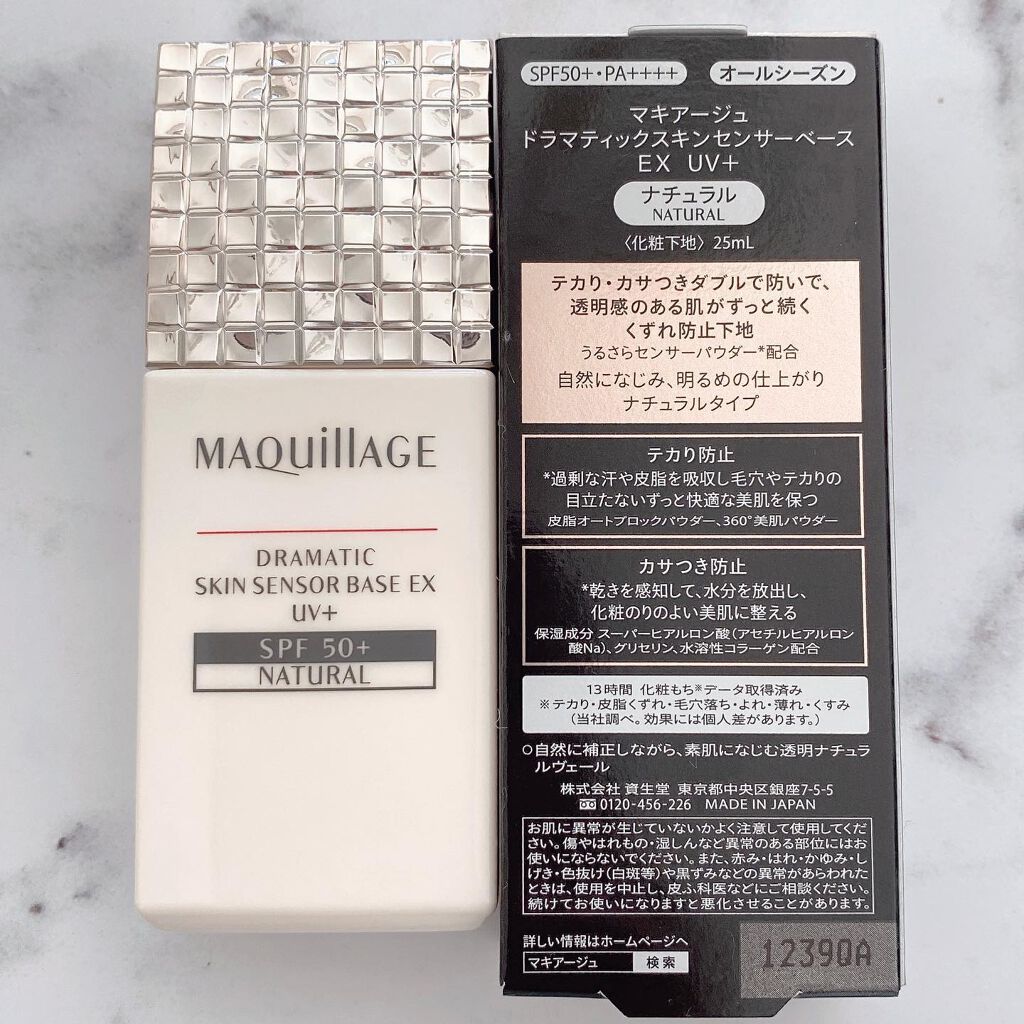 MAQuillAGE
DRAMATIC
SKIN SENSOR BASE EX
UV+
SPF 50+
NATURAL
SPF50+・PA++++
オールシーズン
マキアージュ
ドラマティックスキンセンサーベース
EX UV+
ナチュラル
NATURAL
〈化粧下地〉25mL
テカリ・カサつきダブルで防いで、
透明感のある肌がずっと続く
くずれ防止下地
うるさらセンサーパウダー*配合
自然になじみ、明るめの仕上がり
ナチュラルタイプ
テカリ防止
*過剰な汗や皮脂を吸収し毛穴やテカリの
目立たないずっと快適な美肌を保つ
皮脂オートブロックパウダー、360°美肌パウダー
カサつき防止
*乾きを感知して、水分を放出し、
化粧のりのよい美肌に整える
保湿成分 スーパーヒアルロン酸（アセチルヒアルロン
酸Na）、グリセリン、水溶性コラーゲン配合
13時間 化粧もち※データ取得済み
※テカリ・皮脂くずれ・毛穴落ち・よれ・薄れ・くすみ
（当社調べ。効果には個人差があります。）
○自然に補正しながら、素肌になじむ透明ナチュラ
ルヴェール
株式会社 資生堂 東京都中央区銀座7-5-5
0120-456-226 MADE IN JAPAN
お肌に異常が生じていないかよく注意して使用してくだ
さい。傷やはれもの・湿しんなど異常のある部位にはお
使いにならないでください。また、赤み・はれ・かゆみ・し
げき・色抜け（白斑等）や黒ずみなどの異常があらわれた
ときは、使用を中止し、皮ふ科医などにご相談ください。
続けてお使いになりますと悪化させることがあります。
詳しい情報はホームページへ
マキアージュ 検索
12390A